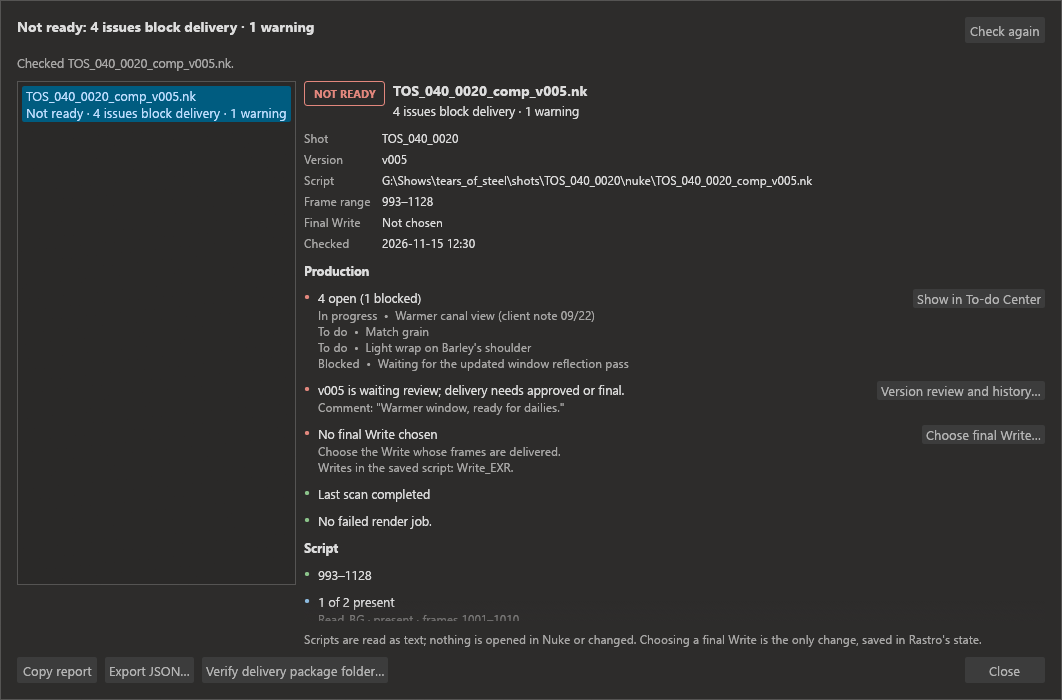 Not ready: 4 issues block delivery · 1 warning
Check again
Checked TOS_040_0020_comp_v005.nk.
TOS_040_0020_comp_v005.nk
Not ready · 4 issues block delivery · 1 warning
NOT READY
TOS_040_0020_comp_v005.nk
4 issues block delivery · 1 warning
Shot TOS_040_0020
Version v005
Script G:\Shows\tears_of_steel\shots\TOS_040_0020\nuke\TOS_040_0020_comp_v005.nk
Frame range 993–1128
Final Write Not chosen
Checked 2026-11-15 12:30
Production
• 4 open (1 blocked)
Show in To-do Center
In progress • Warmer canal view (client note 09/22)
To do • Match grain
To do • Light wrap on Barley's shoulder
Blocked • Waiting for the updated window reflection pass
• v005 is waiting review; delivery needs approved or final.
Version review and history...
Comment: "Warmer window, ready for dailies."
• No final Write chosen
Choose final Write...
Choose the Write whose frames are delivered.
Writes in the saved script: Write_EXR.
• Last scan completed
• No failed render job.
Script
• 993–1128
• 1 of 2 present
Read_BG · present · frames 1001–1010
Scripts are read as text; nothing is opened in Nuke or changed. Choosing a final Write is the only change, saved in Rastro's state.
Copy report
Export JSON...
Verify delivery package folder...
Close